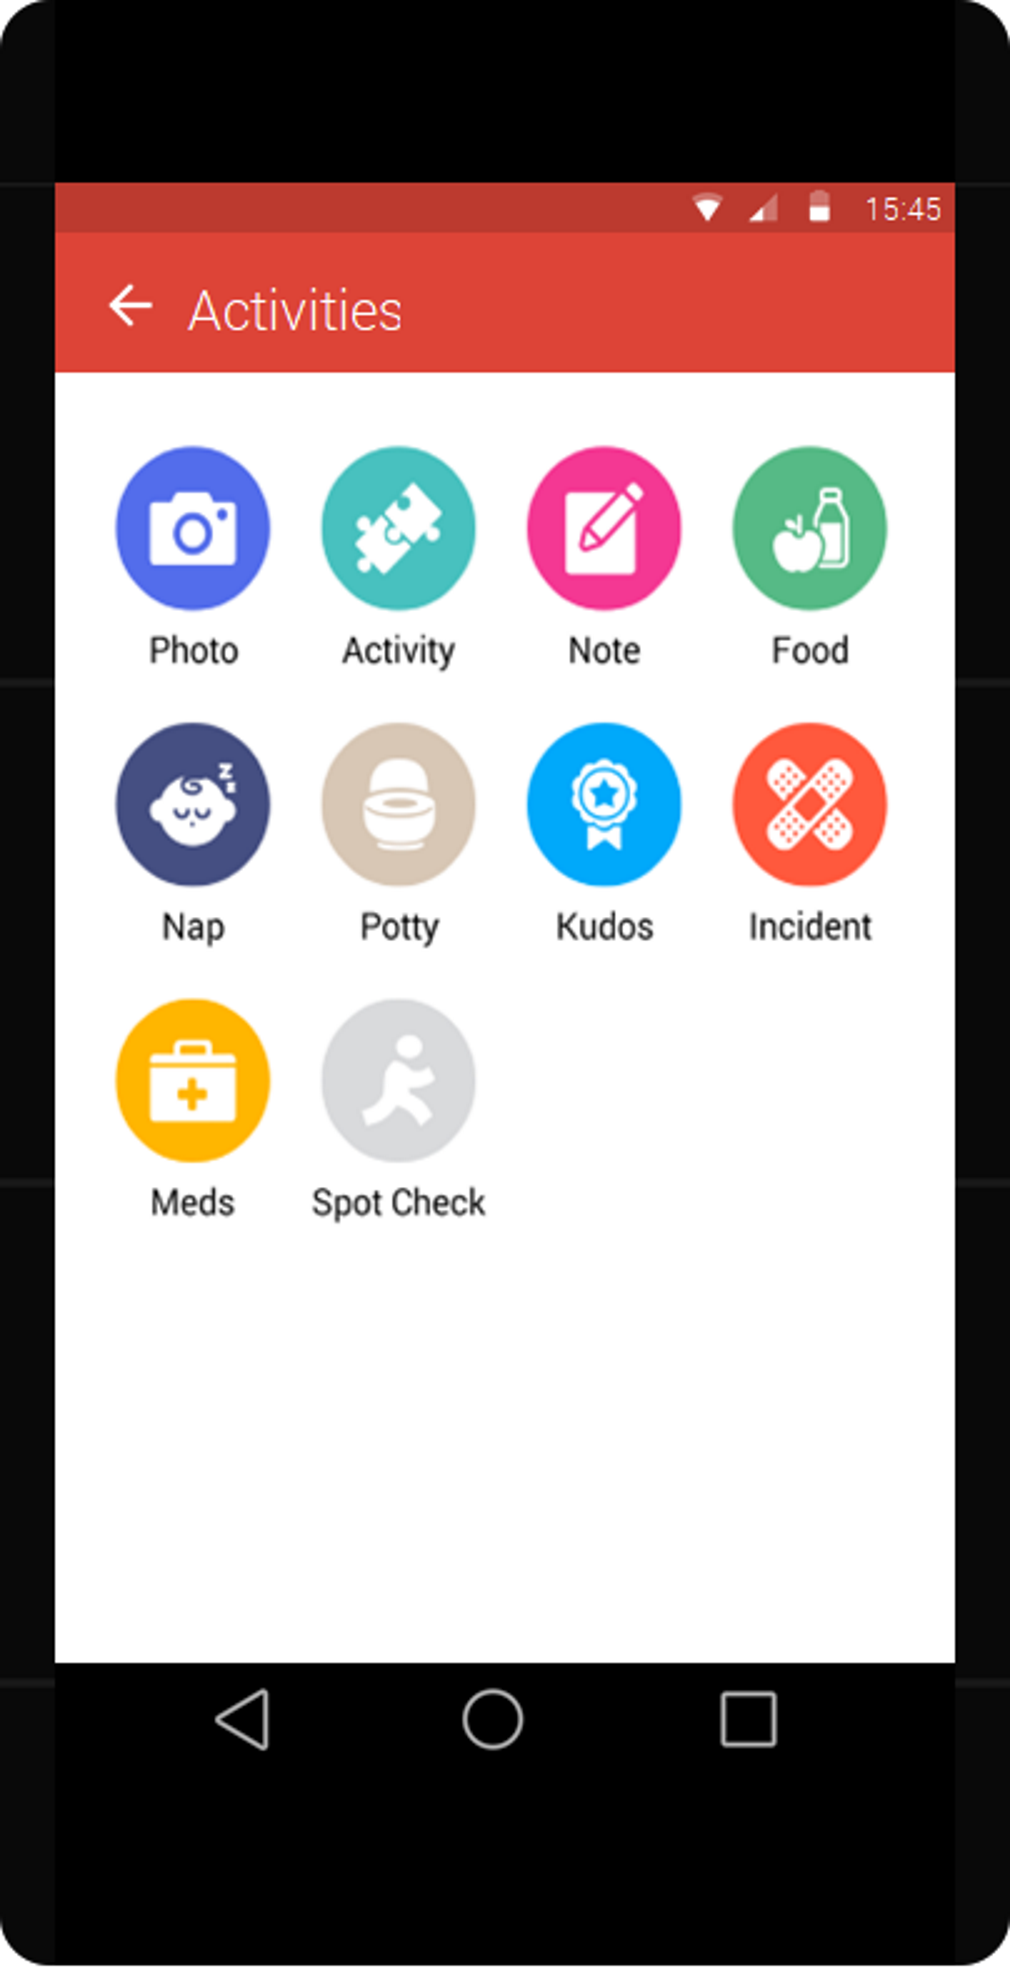 15:45
Activities
Photo Activity Note Food
Nap Potty Kudos Incident
Meds Spot Check